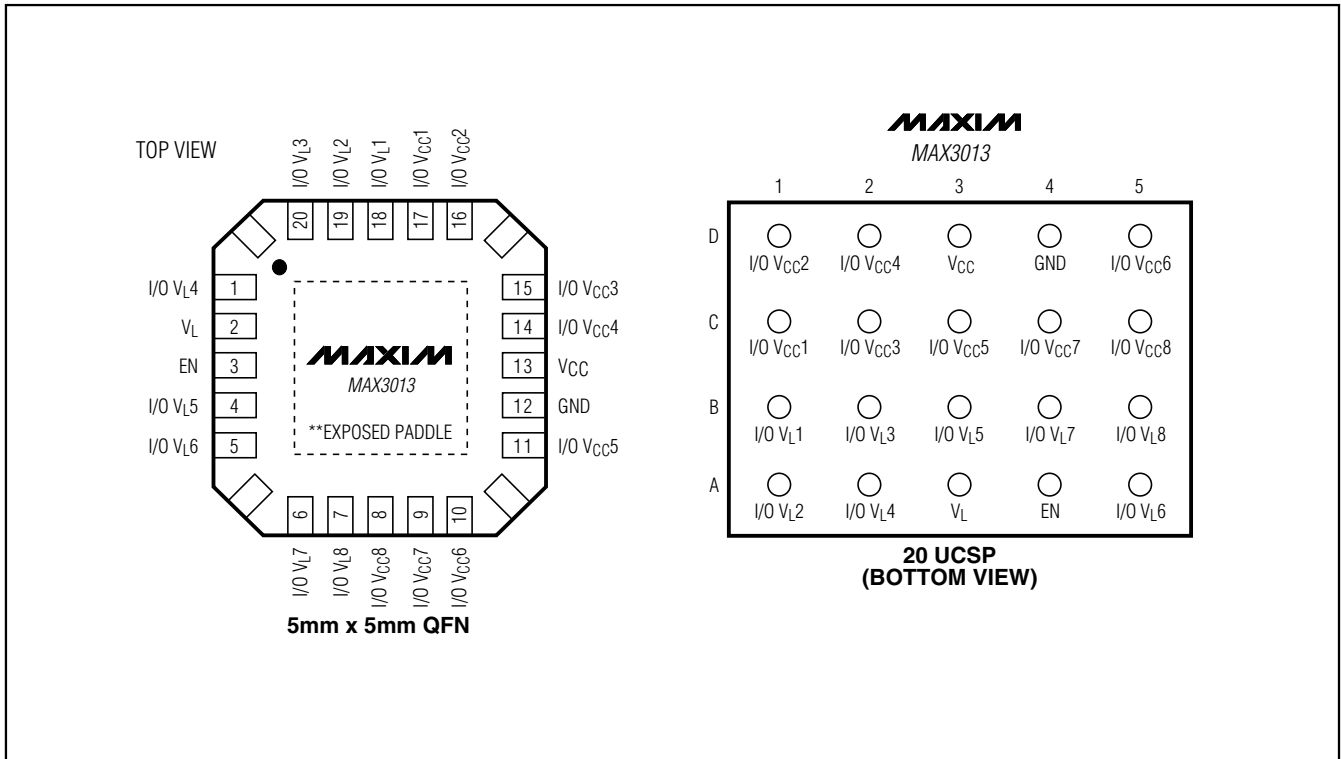 TOP VIEW
I/O VL3
I/O VL2
I/O VL1
I/O VCC1
I/O VCC2
20 19 18 17 16
I/O VL4 1
VL 2
EN 3
I/O VL5 4
I/O VL6 5
15 I/O VCC3
14 I/O VCC4
13 VCC
12 GND
11 I/O VCC5
MAXIM
MAX3013
**EXPOSED PADDLE
6 7 8 9 10
I/O VL7
I/O VL8
I/O VCC8
I/O VCC7
I/O VCC6
5mm x 5mm QFN
MAXIM
MAX3013
1 2 3 4 5
D
I/O VCC2 I/O VCC4 VCC GND I/O VCC6
C
I/O VCC1 I/O VCC3 I/O VCC5 I/O VCC7 I/O VCC8
B
I/O VL1 I/O VL3 I/O VL5 I/O VL7 I/O VL8
A
I/O VL2 I/O VL4 VL EN I/O VL6
20 UCSP
(BOTTOM VIEW)